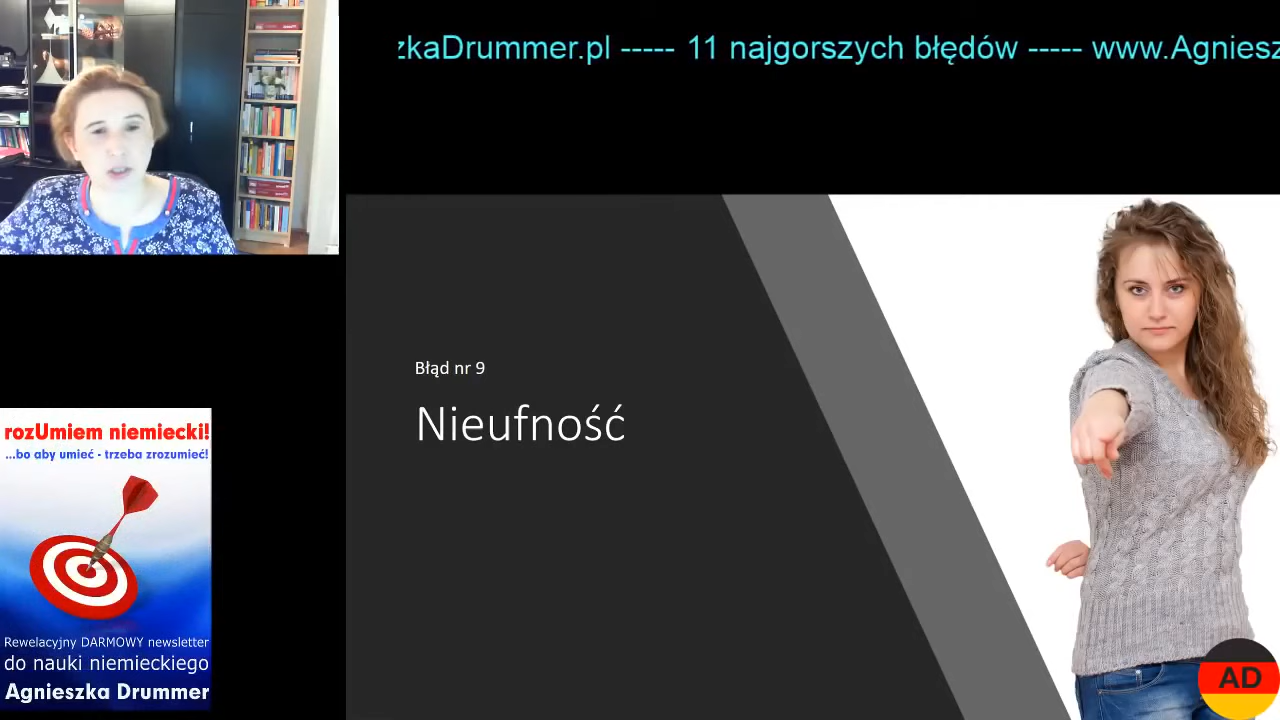 zkaDrummer.pl ----- 11 najgorszych błędów ----- www.Agniesz
Błąd nr 9
Nieufność
rozUmiem niemiecki!
...bo aby umieć - trzeba zrozumieć!
Rewelacyjny DARMOWY newsletter
do nauki niemieckiego
Agnieszka Drummer
AD